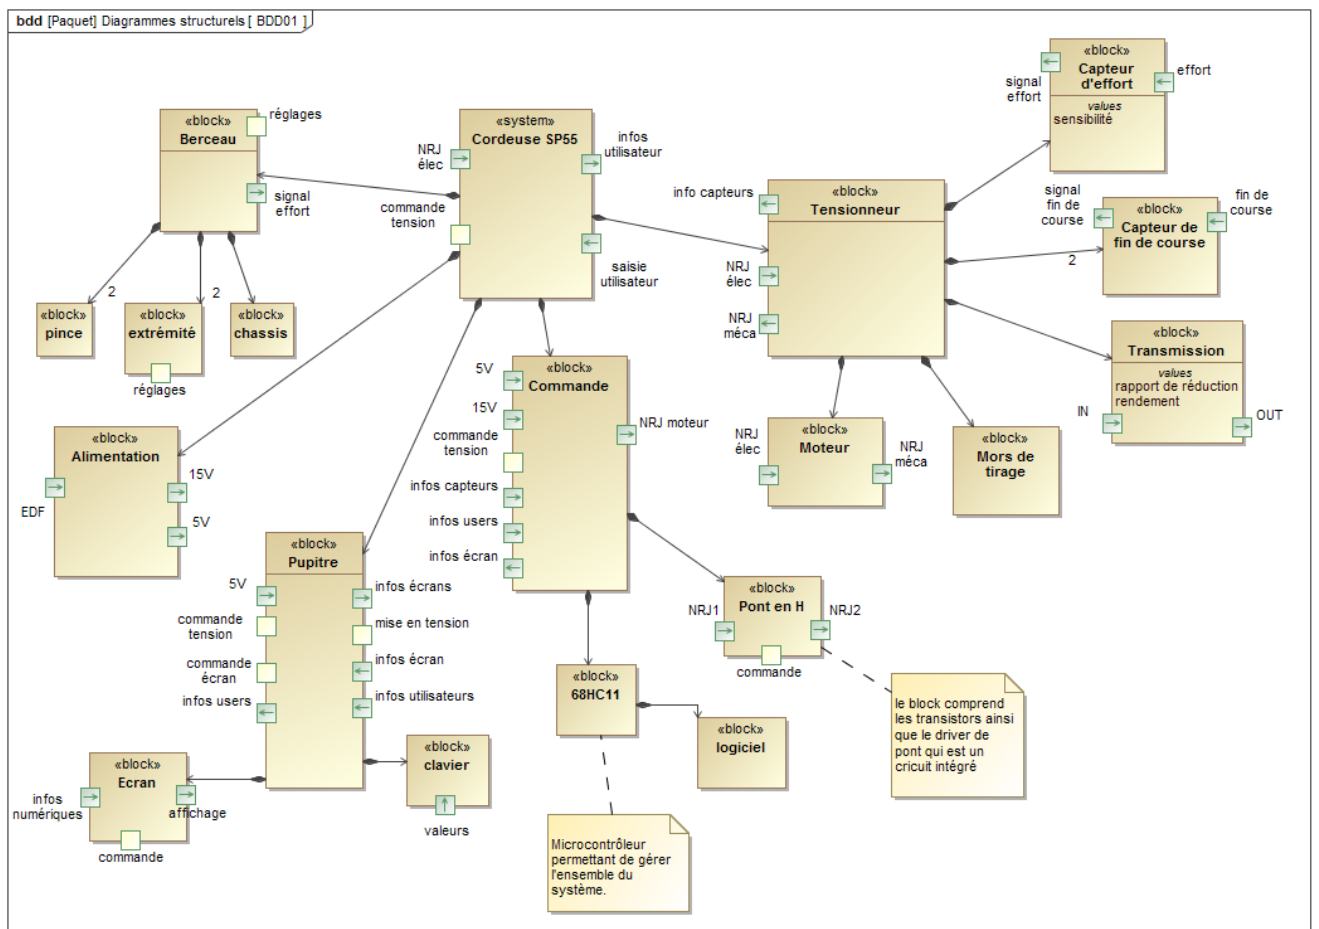 bdd [Paquet] Diagrammes structurels [ BDD01 ]
«block»
Capteur
d'effort
values
sensibilité
signal
effort
effort
«block»
Berceau
réglages
signal
effort
«system»
Cordeuse SP55
NRJ
élec
infos
utilisateur
commande
tension
saisie
utilisateur
«block»
Tensionneur
info capteurs
NRJ
élec
NRJ
méca
signal
fin de
course
«block»
Capteur de
fin de course
fin de
course
2
2
2
«block»
pince
«block»
extrémité
réglages
«block»
chassis
«block»
Transmission
values
rapport de réduction
rendement
IN
OUT
«block»
Commande
5V
15V
commande
tension
infos capteurs
infos users
infos écran
NRJ moteur
«block»
Moteur
NRJ
élec
NRJ
méca
«block»
Mors de
tirage
«block»
Alimentation
EDF
15V
5V
«block»
Pupitre
5V
commande
tension
commande
écran
infos users
infos écrans
mise en tension
infos écran
infos utilisateurs
«block»
Pont en H
NRJ1
NRJ2
commande
«block»
68HC11
«block»
logiciel
le block comprend
les transistors ainsi
que le driver de
pont qui est un
cricuit intégré
«block»
Ecran
infos
numériques
affichage
commande
«block»
clavier
valeurs
Microcontrôleur
permettant de gérer
l'ensemble du
système.